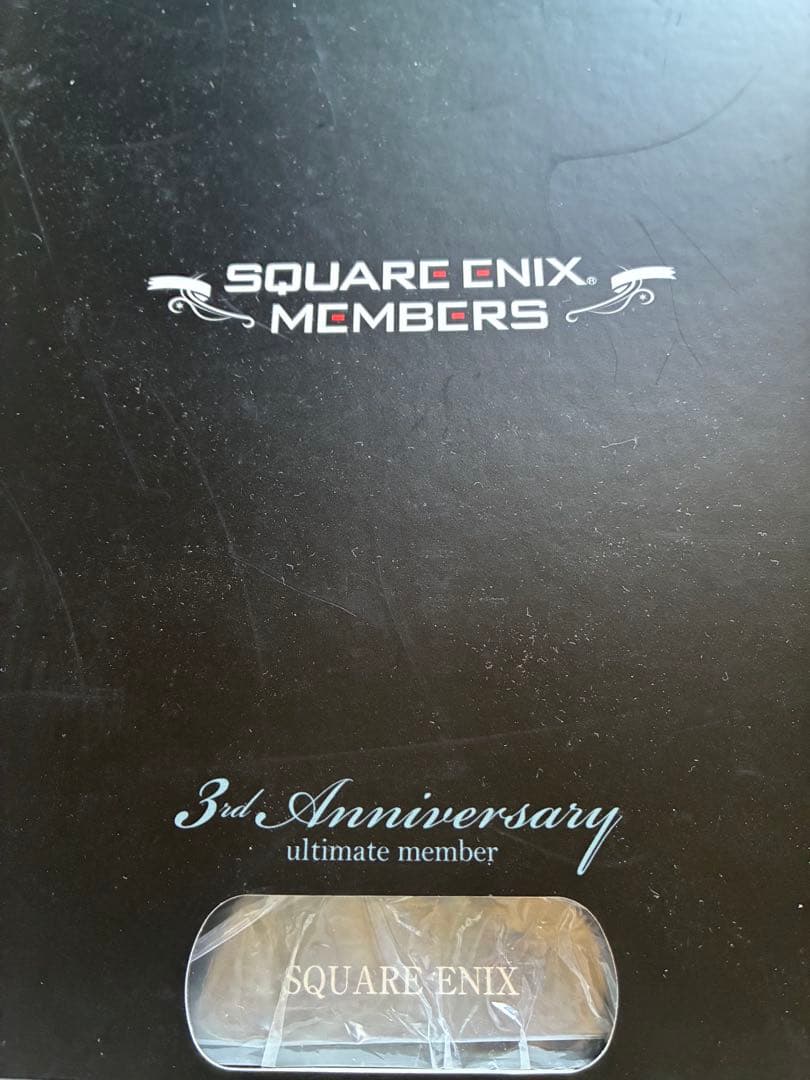 SQUARE ENIX®
MEMBERS
3rd Anniversary
ultimate member
SQUARE ENIX